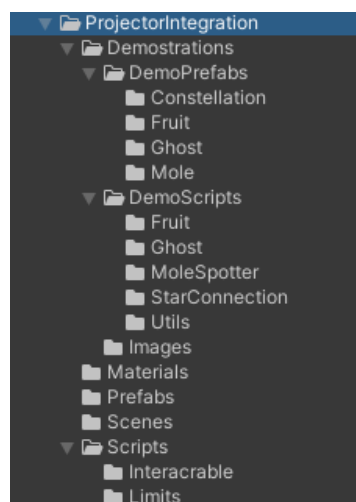 ProjectorIntegration
Demostrations
DemoPrefabs
Constellation
Fruit
Ghost
Mole
DemoScripts
Fruit
Ghost
MoleSpotter
StarConnection
Utils
Images
Materials
Prefabs
Scenes
Scripts
Interacrable
Limits